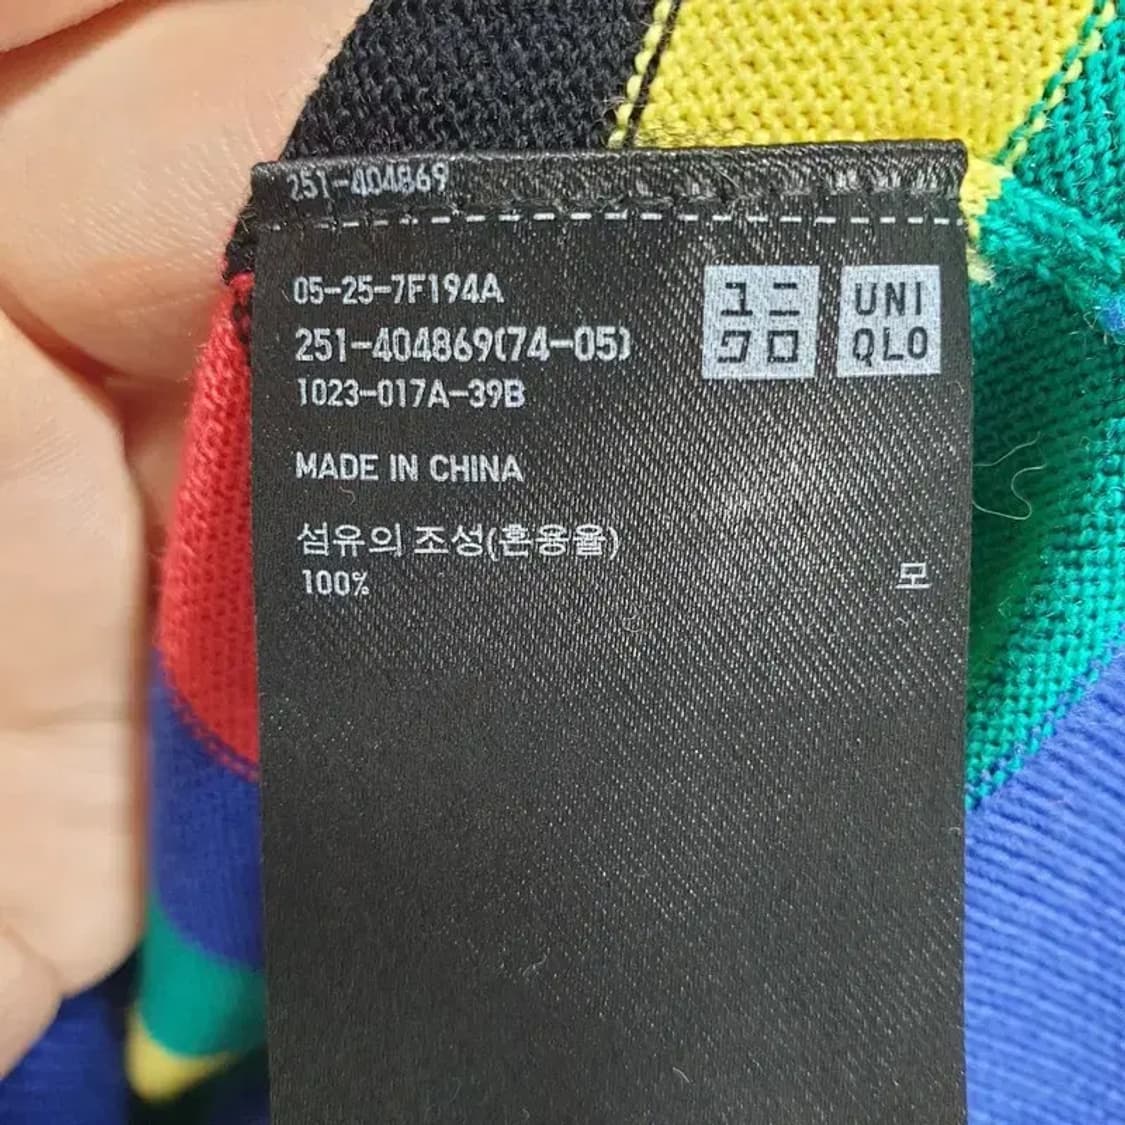 251-404869
05-25-7F194A
251-404869(74-05)
1023-017A-39B
ユニ
クロ
UNI
QLO
MADE IN CHINA
섬유의 조성(혼용율)
100% 모